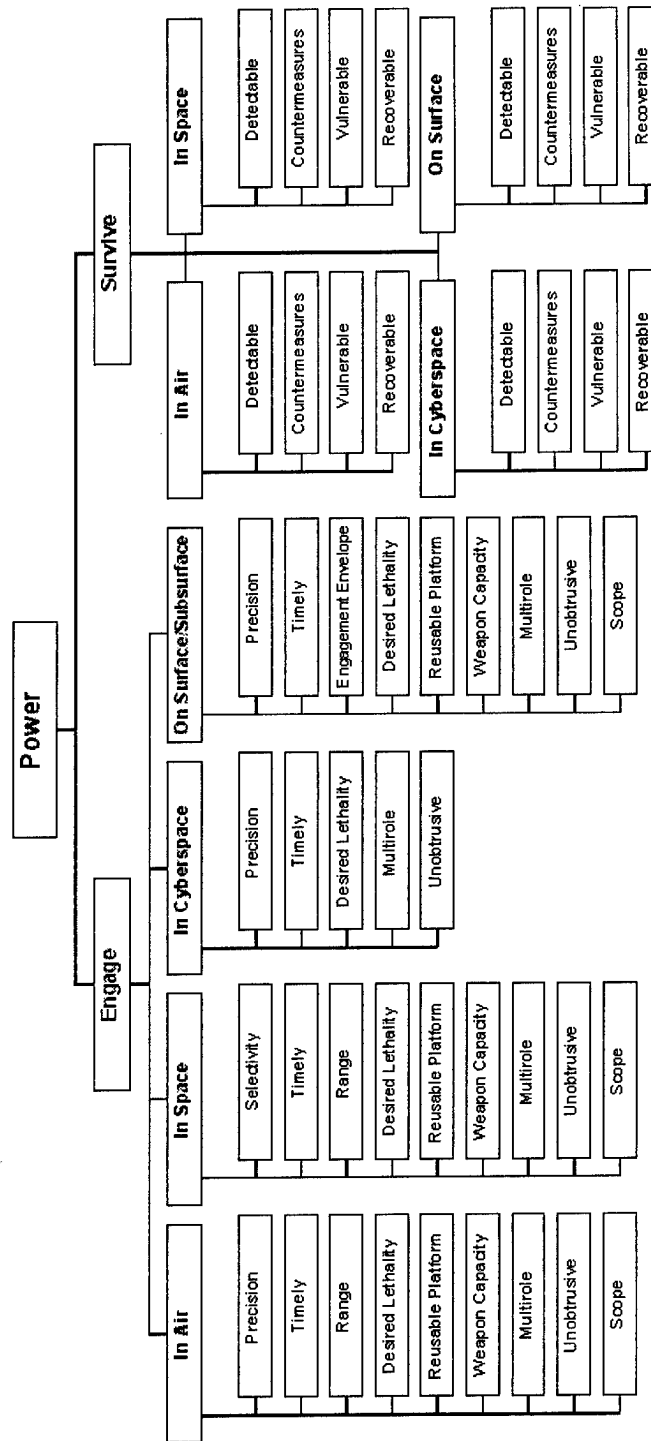 Power
Engage
In Air
Precision
Timely
Range
Desired Lethality
Reusable Platform
Weapon Capacity
Multirole
Unobtrusive
Scope
In Space
Selectivity
Timely
Range
Desired Lethality
Reusable Platform
Weapon Capacity
Multirole
Unobtrusive
Scope
In Cyberspace
Precision
Timely
Desired Lethality
Multirole
Unobtrusive
On Surface/Subsurface
Precision
Timely
Engagement Envelope
Desired Lethality
Reusable Platform
Weapon Capacity
Multirole
Unobtrusive
Scope
Survive
In Air
Detectable
Countermeasures
Vulnerable
Recoverable
In Space
Detectable
Countermeasures
Vulnerable
Recoverable
In Cyberspace
Detectable
Countermeasures
Vulnerable
Recoverable
On Surface
Detectable
Countermeasures
Vulnerable
Recoverable